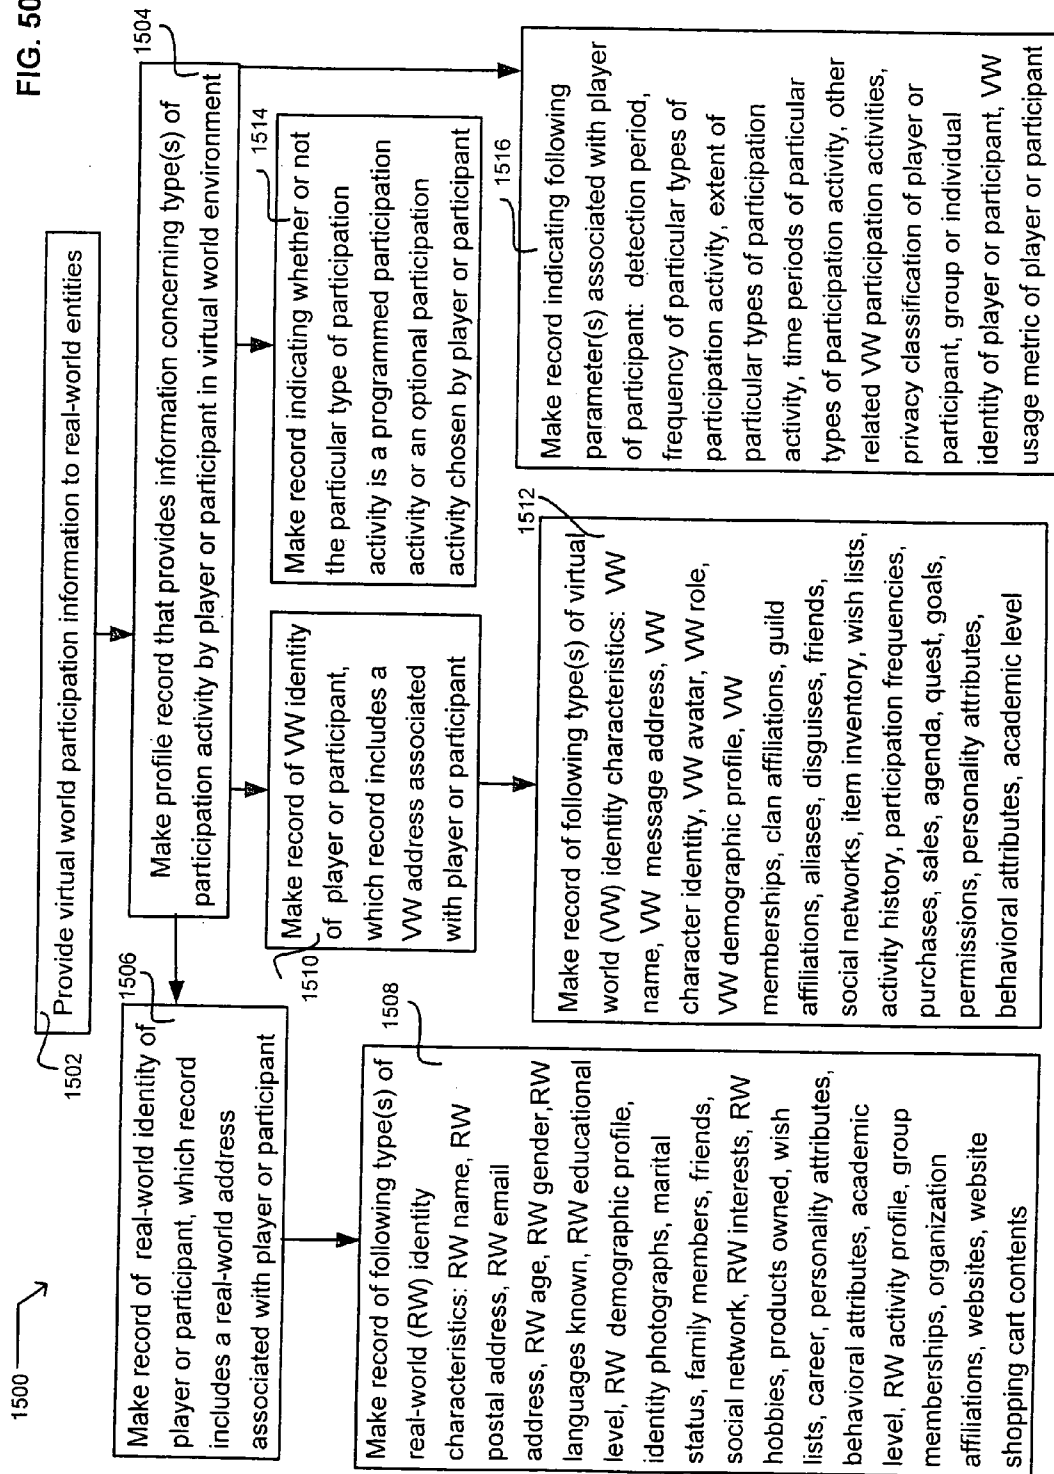 FIG. 50
1500
1502
Provide virtual world participation information to real-world entities
1504
Make profile record that provides information concerning type(s) of
participation activity by player or participant in virtual world environment
1506
Make record of real-world identity of
player or participant, which record
includes a real-world address
associated with player or participant
1508
Make record of following type(s) of
real-world (RW) identity
characteristics: RW name, RW
postal address, RW email
address, RW age, RW gender,RW
languages known, RW educational
level, RW demographic profile,
identity photographs, marital
status, family members, friends,
social network, RW interests, RW
hobbies, products owned, wish
lists, career, personality attributes,
behavioral attributes, academic
level, RW activity profile, group
memberships, organization
affiliations, websites, website
shopping cart contents
1510
Make record of VW identity
of player or participant,
which record includes a
VW address associated
with player or participant
1512
Make record of following type(s) of virtual
world (VW) identity characteristics: VW
name, VW message address, VW
character identity, VW avatar, VW role,
VW demographic profile, VW
memberships, clan affiliations, guild
affiliations, aliases, disguises, friends,
social networks, item inventory, wish lists,
activity history, participation frequencies,
purchases, sales, agenda, quest, goals,
permissions, personality attributes,
behavioral attributes, academic level
1514
Make record indicating whether or not
the particular type of participation
activity is a programmed participation
activity or an optional participation
activity chosen by player or participant
1516
Make record indicating following
parameter(s) associated with player
of participant: detection period,
frequency of particular types of
participation activity, extent of
particular types of participation
activity, time periods of particular
types of participation activity, other
related VW participation activities,
privacy classification of player or
participant, group or individual
identity of player or participant, VW
usage metric of player or participant